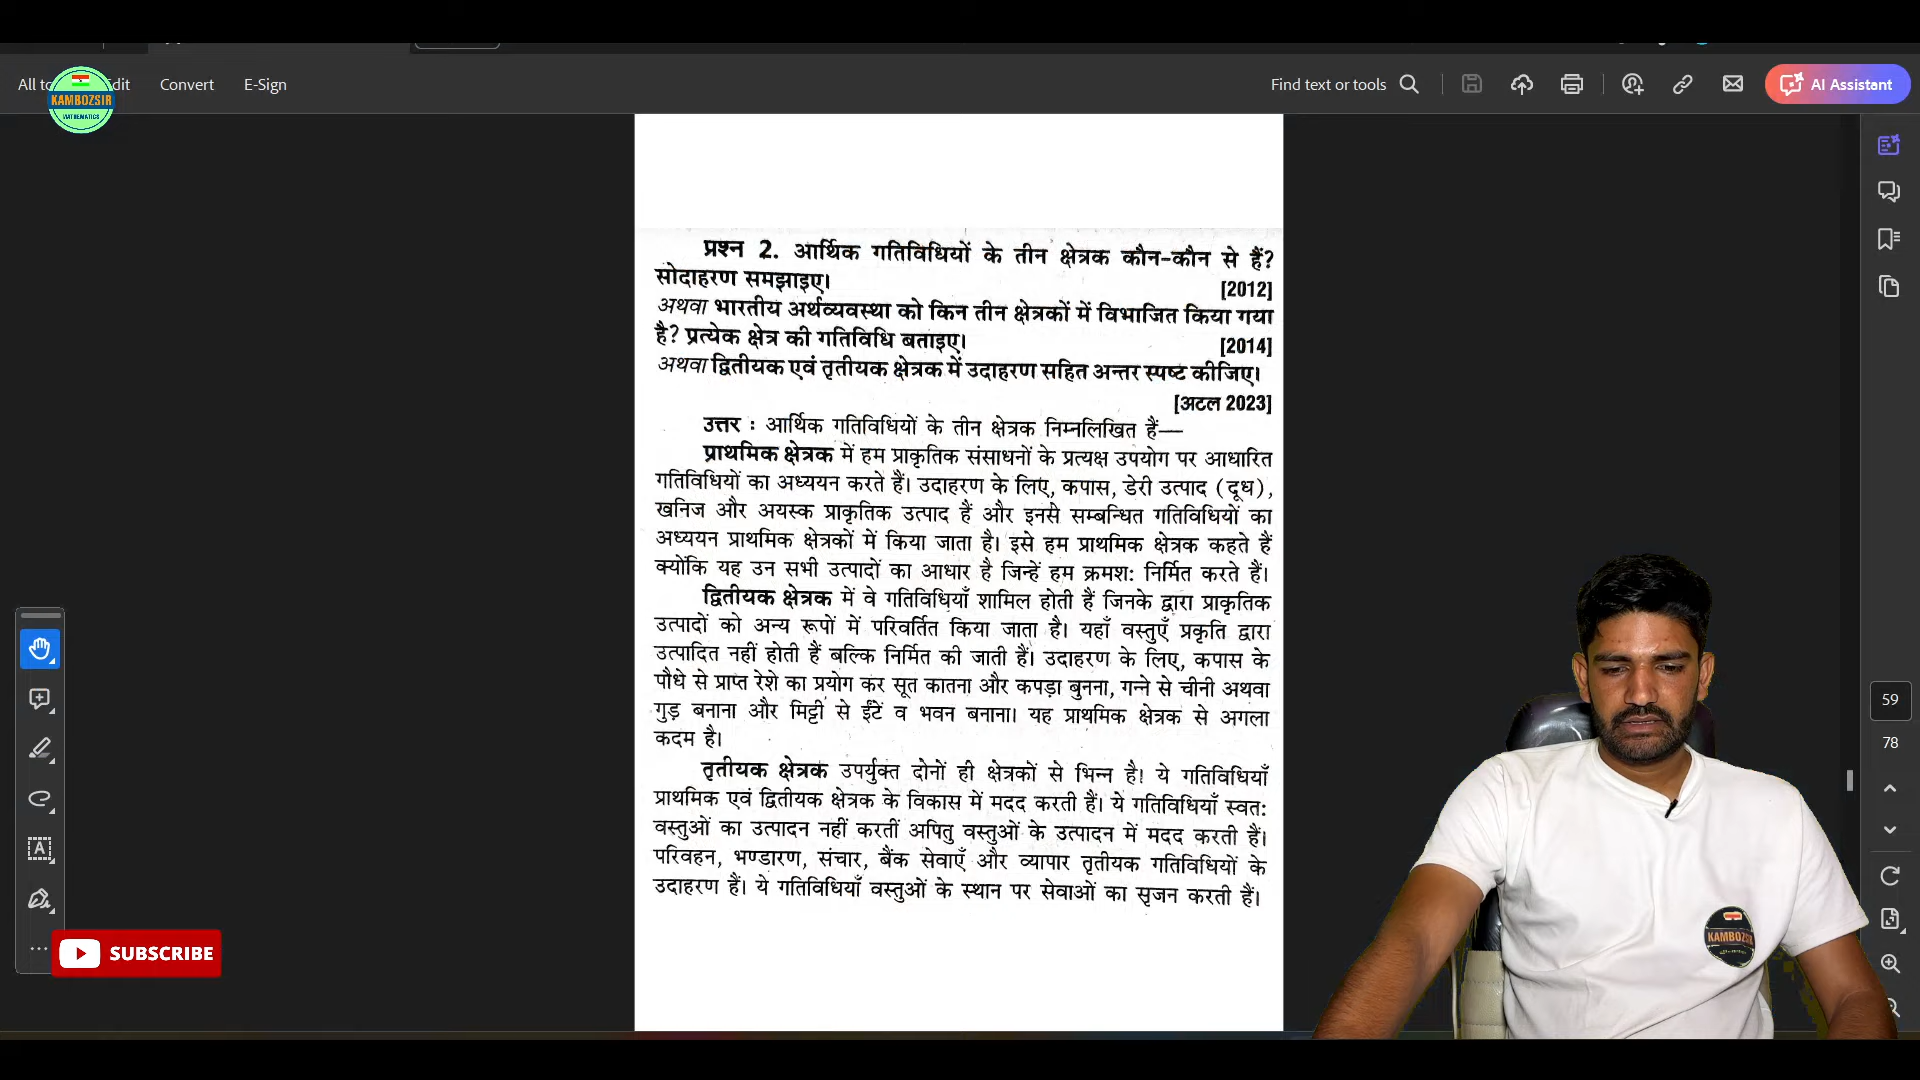 All to
Edit
Convert
E-Sign
Find text or tools
AI Assistant
KAMBOZSIR
MATHEMATICS
प्रश्न 2. आर्थिक गतिविधियों के तीन क्षेत्रक कौन-कौन से हैं?
सोदाहरण समझाइए। [2012]
अथवा भारतीय अर्थव्यवस्था को किन तीन क्षेत्रकों में विभाजित किया गया
है? प्रत्येक क्षेत्र की गतिविधि बताइए। [2014]
अथवा द्वितीयक एवं तृतीयक क्षेत्रक में उदाहरण सहित अन्तर स्पष्ट कीजिए।
[अटल 2023]
उत्तर : आर्थिक गतिविधियों के तीन क्षेत्रक निम्नलिखित हैं—
प्राथमिक क्षेत्रक में हम प्राकृतिक संसाधनों के प्रत्यक्ष उपयोग पर आधारित
गतिविधियों का अध्ययन करते हैं। उदाहरण के लिए, कपास, डेरी उत्पाद (दूध),
खनिज और अयस्क प्राकृतिक उत्पाद हैं और इनसे सम्बन्धित गतिविधियों का
अध्ययन प्राथमिक क्षेत्रकों में किया जाता है। इसे हम प्राथमिक क्षेत्रक कहते हैं
क्योंकि यह उन सभी उत्पादों का आधार है जिन्हें हम क्रमश: निर्मित करते हैं।
द्वितीयक क्षेत्रक में वे गतिविधियाँ शामिल होती हैं जिनके द्वारा प्राकृतिक
उत्पादों को अन्य रूपों में परिवर्तित किया जाता है। यहाँ वस्तुएँ प्रकृति द्वारा
उत्पादित नहीं होती हैं बल्कि निर्मित की जाती हैं। उदाहरण के लिए, कपास के
पौधे से प्राप्त रेशे का प्रयोग कर सूत कातना और कपड़ा बुनना, गन्ने से चीनी अथवा
गुड़ बनाना और मिट्टी से ईंटें व भवन बनाना। यह प्राथमिक क्षेत्रक से अगला
कदम है।
तृतीयक क्षेत्रक उपर्युक्त दोनों ही क्षेत्रकों से भिन्न है। ये गतिविधियाँ
प्राथमिक एवं द्वितीयक क्षेत्रक के विकास में मदद करती हैं। ये गतिविधियाँ स्वत:
वस्तुओं का उत्पादन नहीं करतीं अपितु वस्तुओं के उत्पादन में मदद करती हैं।
परिवहन, भण्डारण, संचार, बैंक सेवाएँ और व्यापार तृतीयक गतिविधियों के
उदाहरण हैं। ये गतिविधियाँ वस्तुओं के स्थान पर सेवाओं का सृजन करती हैं।
59
78
SUBSCRIBE
KAMBOZSIR